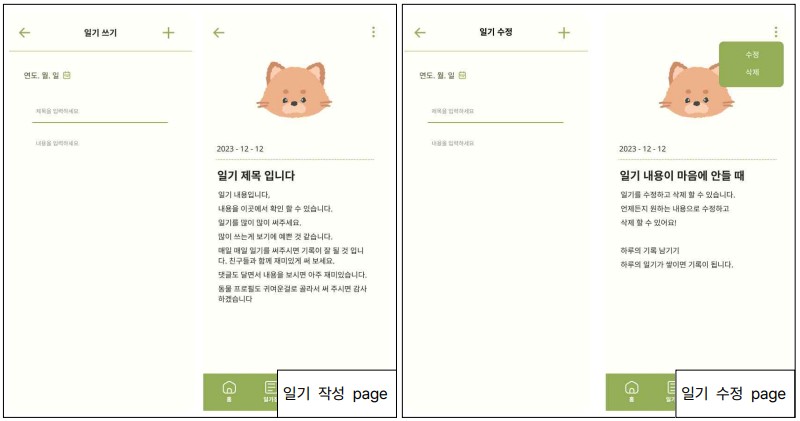 일기 쓰기
연도, 월, 일
제목을 입력하세요
내용을 입력하세요
2023 - 12 - 12
일기 제목 입니다
일기 내용입니다,
내용을 이곳에서 확인 할 수 있습니다.
일기를 많이 많이 써주세요.
많이 쓰는게 보기에 예쁜 것 같습니다.
매일 매일 일기를 써주시면 기록이 잘 될 것 입니
다. 친구들과 함께 재미있게 써 보세요.
댓글도 달면서 내용을 보시면 아주 재미있습니다.
동물 프로필도 귀여운걸로 골라서 써 주시면 감사
하겠습니다
홈
일기
일기 작성 page
일기 수정
연도, 월, 일
제목을 입력하세요
내용을 입력하세요
수정
삭제
2023 - 12 - 12
일기 내용이 마음에 안들 때
일기를 수정하고 삭제 할 수 있습니다.
언제든지 원하는 내용으로 수정하고
삭제 할 수 있어요!
하루의 기록 남기기
하루의 일기가 쌓이면 기록이 됩니다.
홈
일기
일기 수정 page